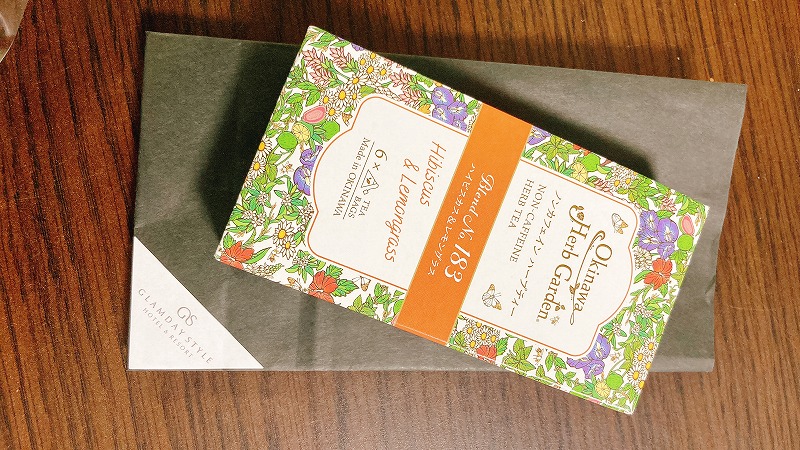 Okinawa
Herb Garden®
ノンカフェイン ハーブティー
NON-CAFFEINE
HERB TEA
Blend No. 183
ハイビスカス&レモングラス
Hibiscus
& Lemongrass
6 × TEA BAGS
Made in OKINAWA
GS
GLAMDAY STYLE
HOTEL & RESORT